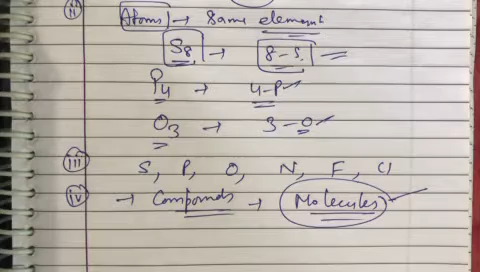 (ii) Atoms → Same element
S8 → 8-S
P4 → 4-P
O3 → 3-O
(iii) S, P, O, N, F, Cl
(iv) → Compounds → Molecules